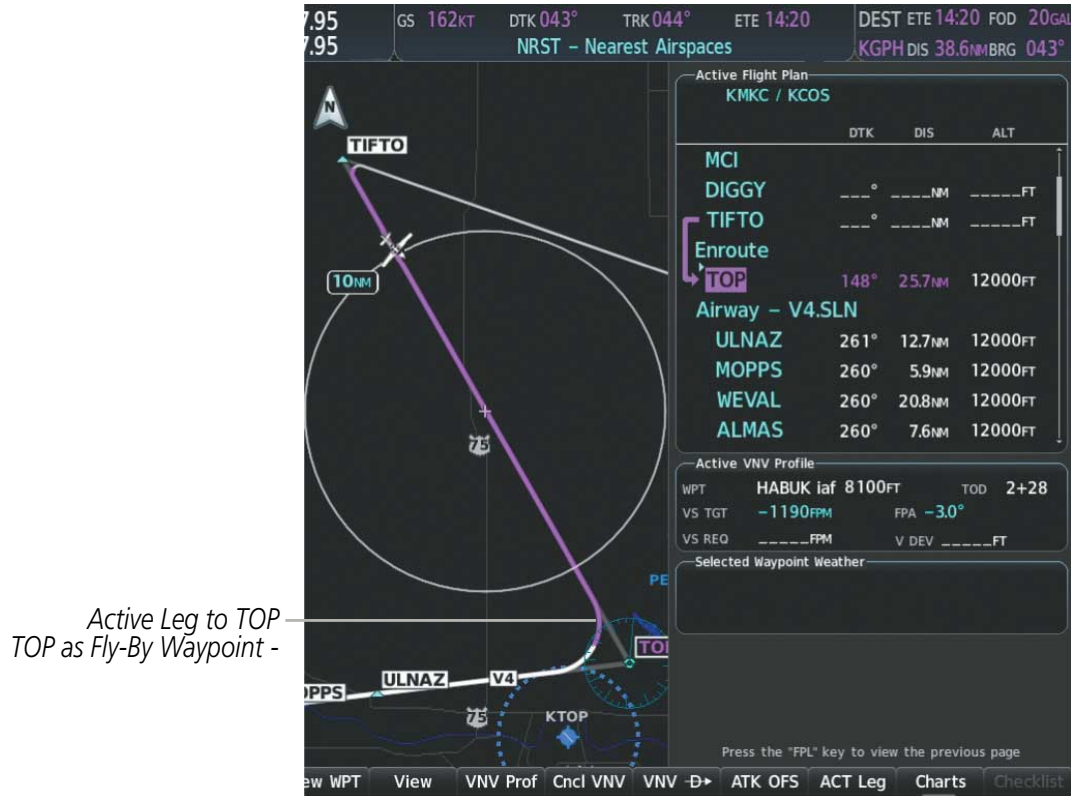 7.95
7.95
GS 162KT DTK 043° TRK 044° ETE 14:20
NRST – Nearest Airspaces
DEST ETE 14:20 FOD 20GAL
KGPH DIS 38.6NM BRG 043°
N
TIFTO
10NM
75
PE
TO
ULNAZ
V4
OPPS
75
KTOP
Active Leg to TOP
TOP as Fly-By Waypoint -
Active Flight Plan
KMKC / KCOS
DTK DIS ALT
MCI
DIGGY ___° ____NM _____FT
TIFTO ___° ____NM _____FT
Enroute
TOP 148° 25.7NM 12000FT
Airway – V4.SLN
ULNAZ 261° 12.7NM 12000FT
MOPPS 260° 5.9NM 12000FT
WEVAL 260° 20.8NM 12000FT
ALMAS 260° 7.6NM 12000FT
Active VNV Profile
WPT HABUK iaf 8100FT TOD 2+28
VS TGT -1190FPM FPA -3.0°
VS REQ _____FPM V DEV _____FT
Selected Waypoint Weather
Press the "FPL" key to view the previous page
ew WPT View VNV Prof Cncl VNV VNV D ATK OFS ACT Leg Charts Checklist